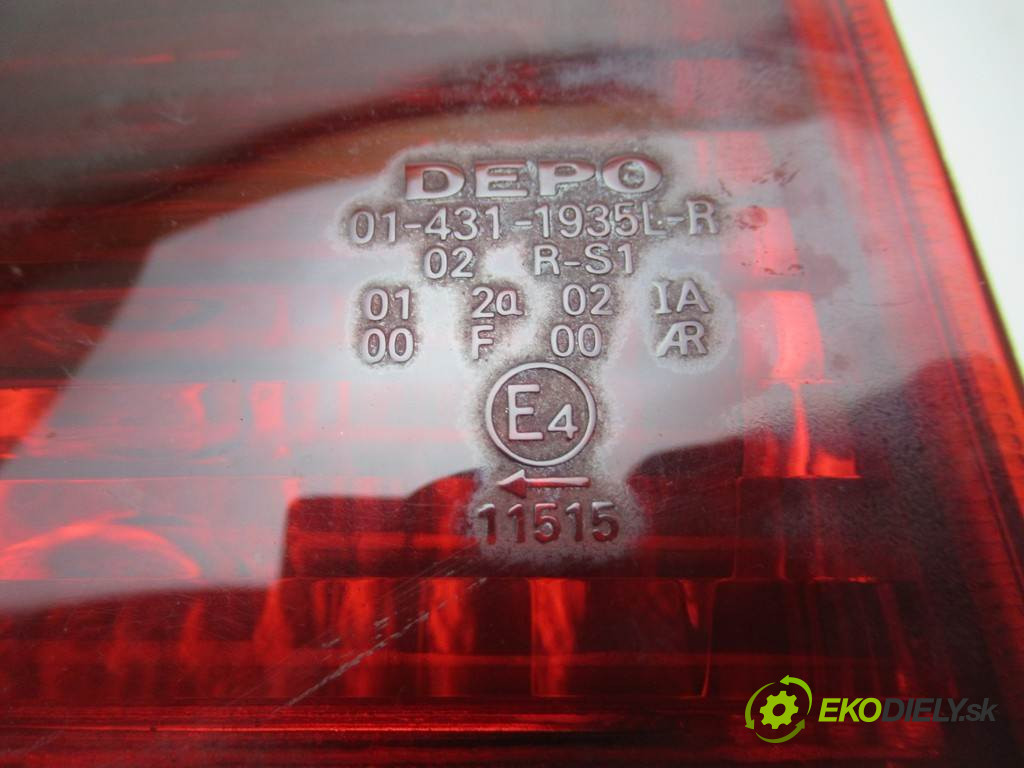 DEPO
01-431-1935L-R
02 R-S1
01 2a 02 IA
00 F 00 AR
E4
11515
EKODIELY.sk